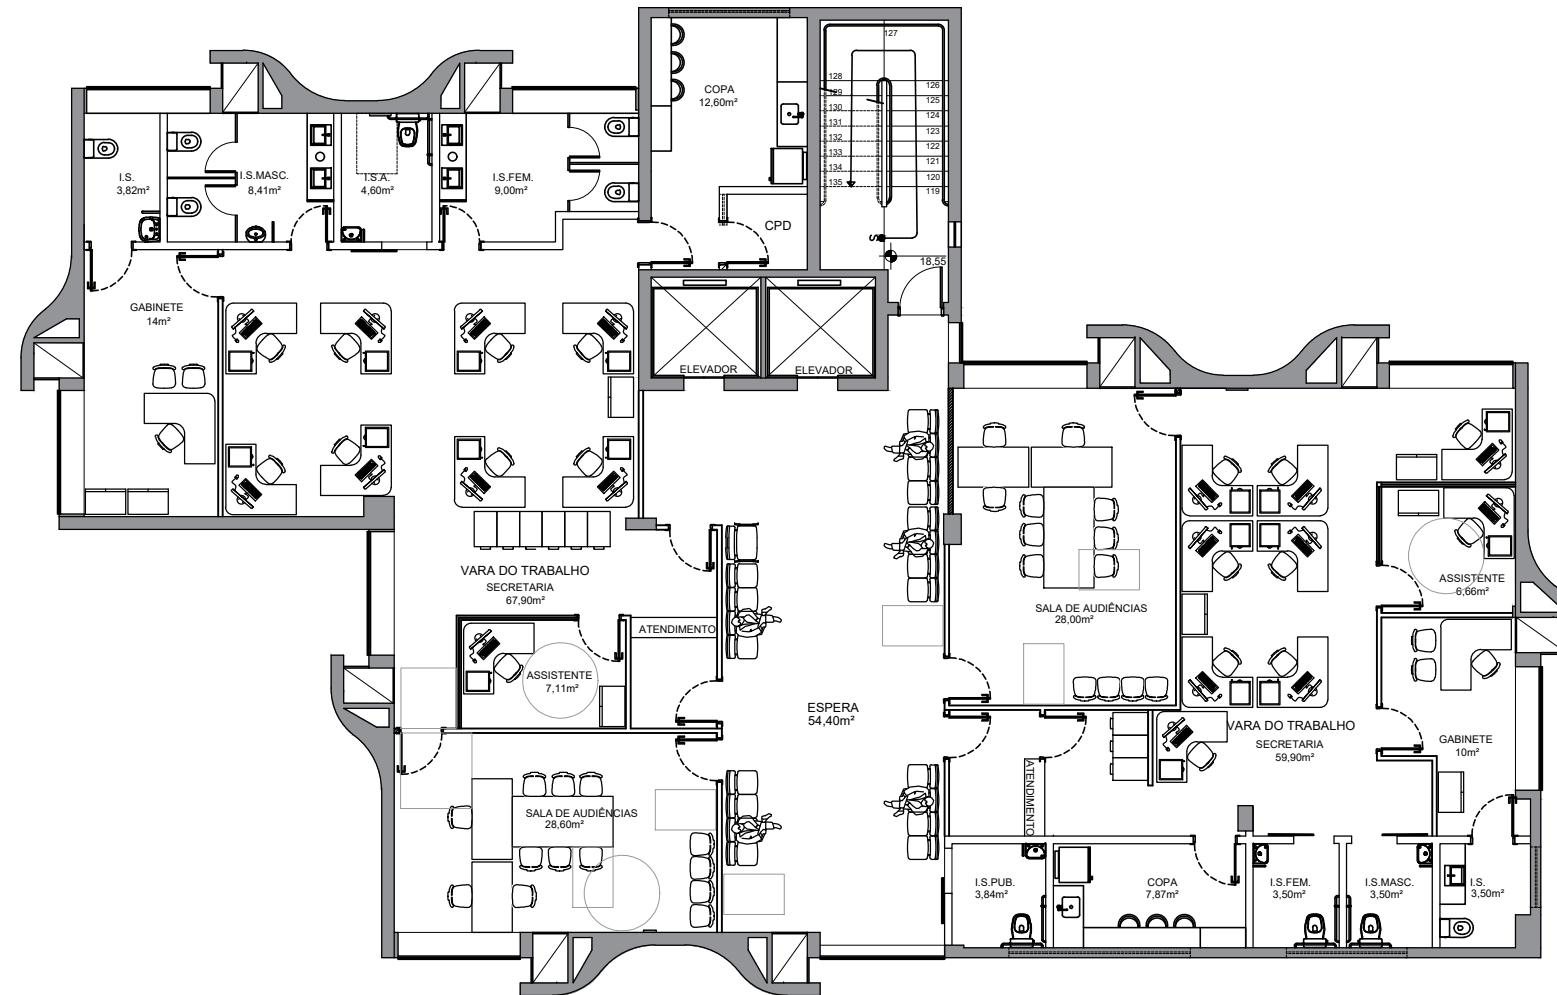 127
128
129
130
131
132
133
134
135
126
125
124
123
122
121
120
119
S
18,55
COPA
12,60m²
CPD
I.S.
3,82m²
I.S.MASC.
8,41m²
I.S.A.
4,60m²
I.S.FEM.
9,00m²
GABINETE
14m²
ELEVADOR
ELEVADOR
VARA DO TRABALHO
SECRETARIA
67,90m²
ATENDIMENTO
ASSISTENTE
7,11m²
SALA DE AUDIÊNCIAS
28,60m²
ESPERA
54,40m²
SALA DE AUDIÊNCIAS
28,00m²
ASSISTENTE
6,66m²
VARA DO TRABALHO
SECRETARIA
59,90m²
GABINETE
10m²
ATENDIMENTO
I.S.PUB.
3,84m²
COPA
7,87m²
I.S.FEM.
3,50m²
I.S.MASC.
3,50m²
I.S.
3,50m²